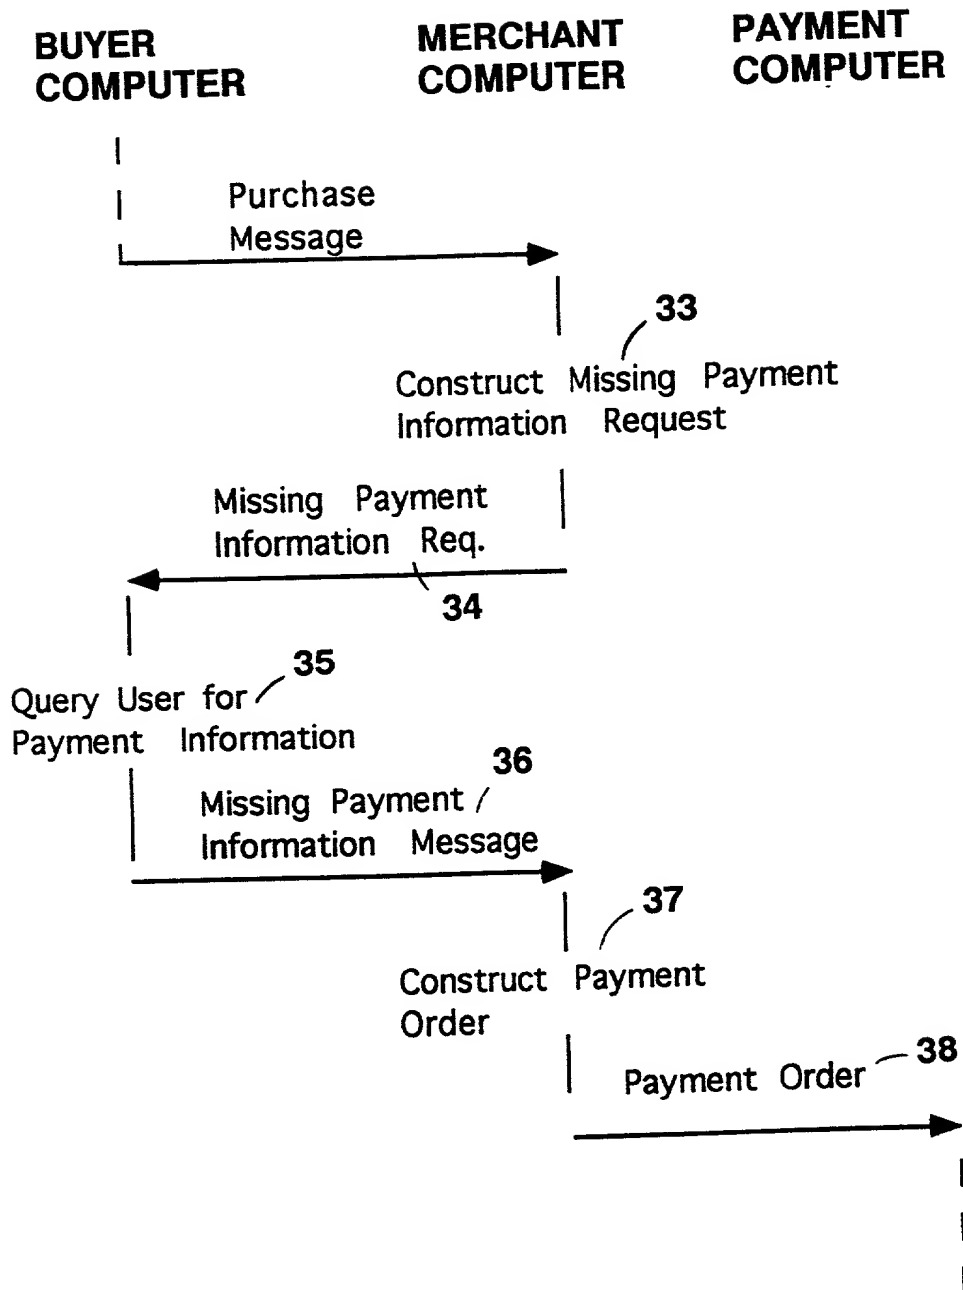 BUYER
COMPUTER
MERCHANT
COMPUTER
PAYMENT
COMPUTER
Purchase
Message
33
Construct Missing Payment
Information Request
Missing Payment
Information Req.
34
35
Query User for
Payment Information
36
Missing Payment
Information Message
37
Construct Payment
Order
38
Payment Order